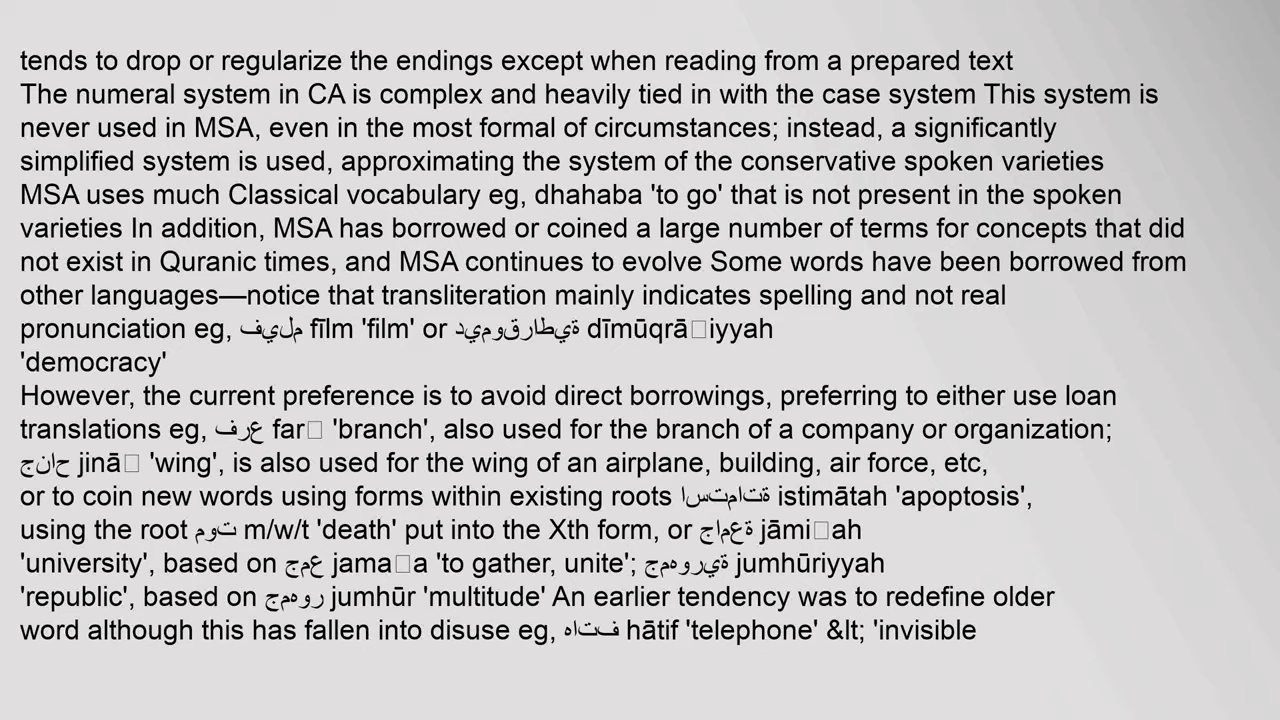 tends to drop or regularize the endings except when reading from a prepared text
The numeral system in CA is complex and heavily tied in with the case system This system is
never used in MSA, even in the most formal of circumstances; instead, a significantly
simplified system is used, approximating the system of the conservative spoken varieties
MSA uses much Classical vocabulary eg, dhahaba 'to go' that is not present in the spoken
varieties In addition, MSA has borrowed or coined a large number of terms for concepts that did
not exist in Quranic times, and MSA continues to evolve Some words have been borrowed from
other languages—notice that transliteration mainly indicates spelling and not real
pronunciation eg, فيلم fīlm 'film' or ديموقراطية dīmūqrā□iyyah
'democracy'
However, the current preference is to avoid direct borrowings, preferring to either use loan
translations eg, فرع far□ 'branch', also used for the branch of a company or organization;
جناح jinā□ 'wing', is also used for the wing of an airplane, building, air force, etc,
or to coin new words using forms within existing roots استماتة istimātah 'apoptosis',
using the root موت m/w/t 'death' put into the Xth form, or جامعة jāmi□ah
'university', based on جمع jama□a 'to gather, unite'; جمهورية jumhūriyyah
'republic', based on جمهور jumhūr 'multitude' An earlier tendency was to redefine older
word although this has fallen into disuse eg, هاتف hātif 'telephone' &lt; 'invisible